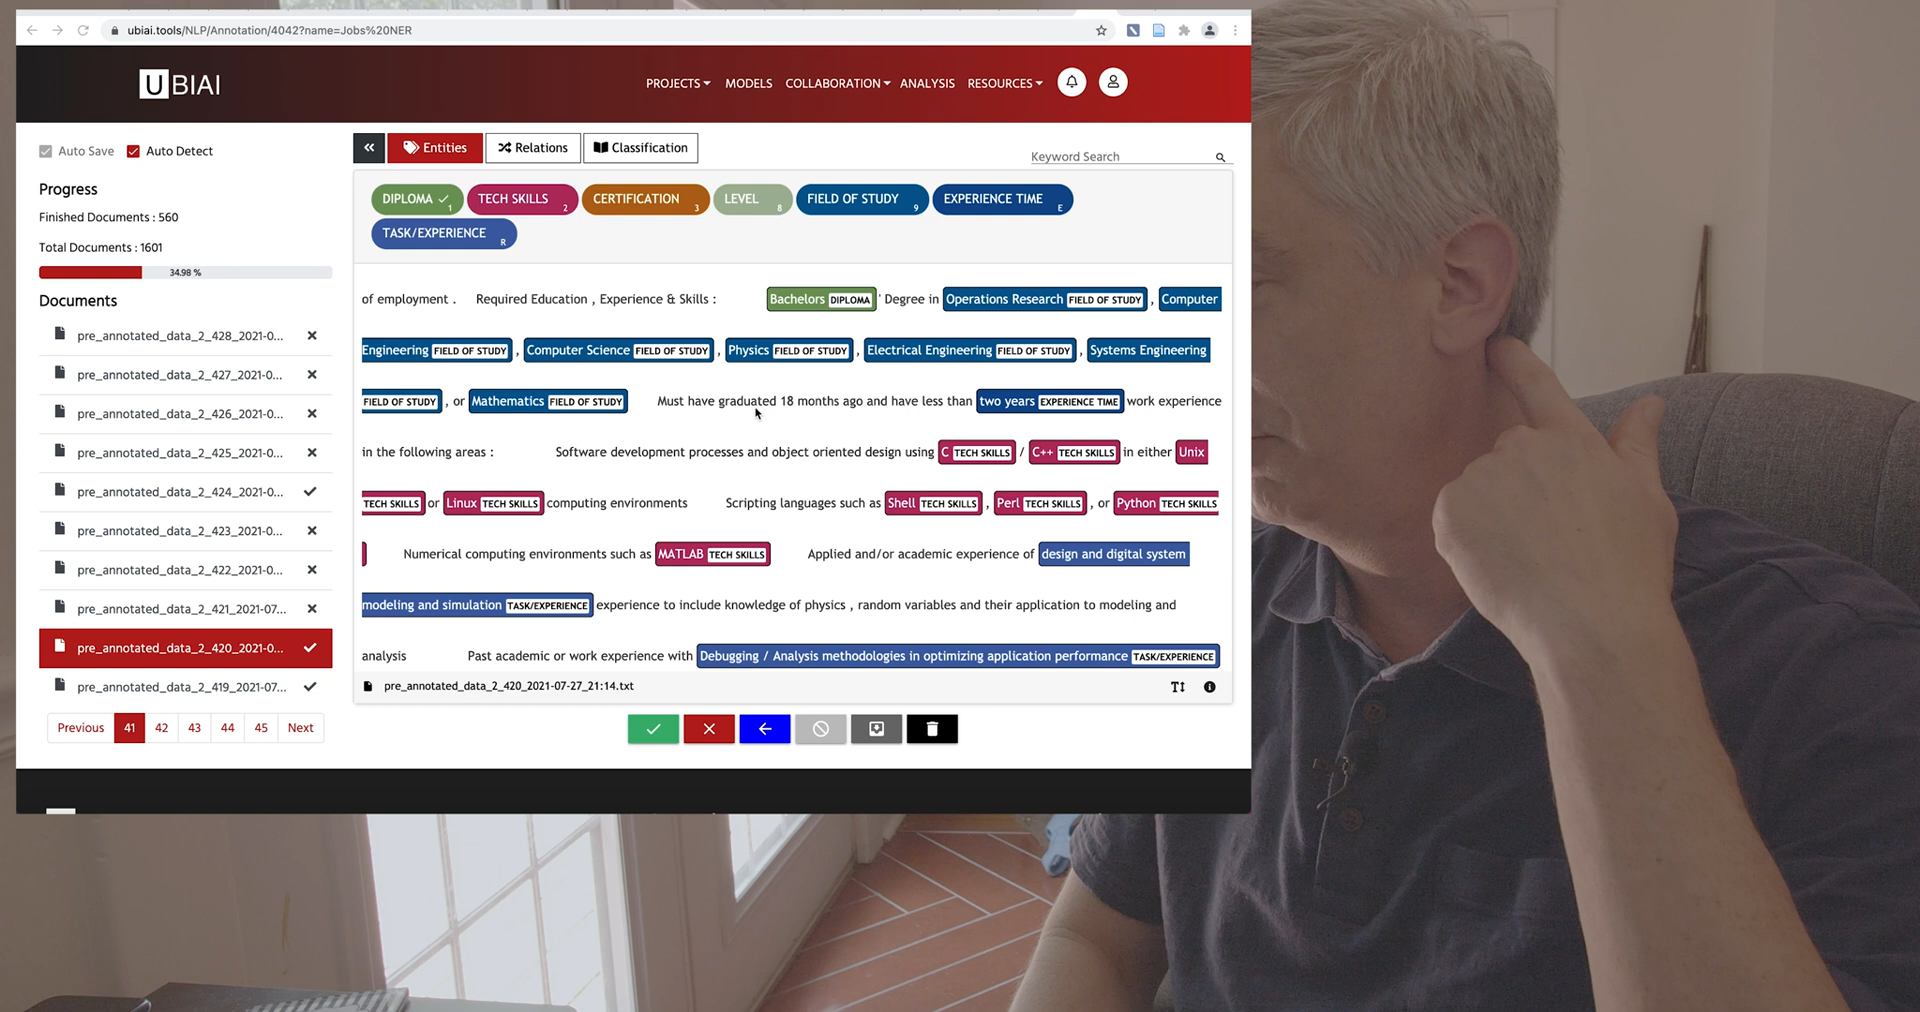 ubiai.tools/NLP/Annotation/4042?name=Jobs%20NER
UBIAI
PROJECTS MODELS COLLABORATION ANALYSIS RESOURCES
Auto Save Auto Detect
Entities Relations Classification
Keyword Search
Progress
Finished Documents : 560
Total Documents : 1601
34.98 %
Documents
pre_annotated_data_2_428_2021-0...
pre_annotated_data_2_427_2021-0...
pre_annotated_data_2_426_2021-0...
pre_annotated_data_2_425_2021-0...
pre_annotated_data_2_424_2021-0...
pre_annotated_data_2_423_2021-0...
pre_annotated_data_2_422_2021-0...
pre_annotated_data_2_421_2021-07...
pre_annotated_data_2_420_2021-0...
pre_annotated_data_2_419_2021-07...
Previous 41 42 43 44 45 Next
DIPLOMA 1 TECH SKILLS 2 CERTIFICATION 3 LEVEL 8 FIELD OF STUDY 9 EXPERIENCE TIME E
TASK/EXPERIENCE R
of employment . Required Education , Experience & Skills : Bachelors DIPLOMA ' Degree in Operations Research FIELD OF STUDY , Computer
Engineering FIELD OF STUDY , Computer Science FIELD OF STUDY , Physics FIELD OF STUDY , Electrical Engineering FIELD OF STUDY , Systems Engineering
FIELD OF STUDY , or Mathematics FIELD OF STUDY Must have graduated 18 months ago and have less than two years EXPERIENCE TIME work experience
in the following areas : Software development processes and object oriented design using C TECH SKILLS / C++ TECH SKILLS in either Unix
TECH SKILLS or Linux TECH SKILLS computing environments Scripting languages such as Shell TECH SKILLS , Perl TECH SKILLS , or Python TECH SKILLS
Numerical computing environments such as MATLAB TECH SKILLS Applied and/or academic experience of design and digital system
modeling and simulation TASK/EXPERIENCE experience to include knowledge of physics , random variables and their application to modeling and
analysis Past academic or work experience with Debugging / Analysis methodologies in optimizing application performance TASK/EXPERIENCE
pre_annotated_data_2_420_2021-07-27_21:14.txt